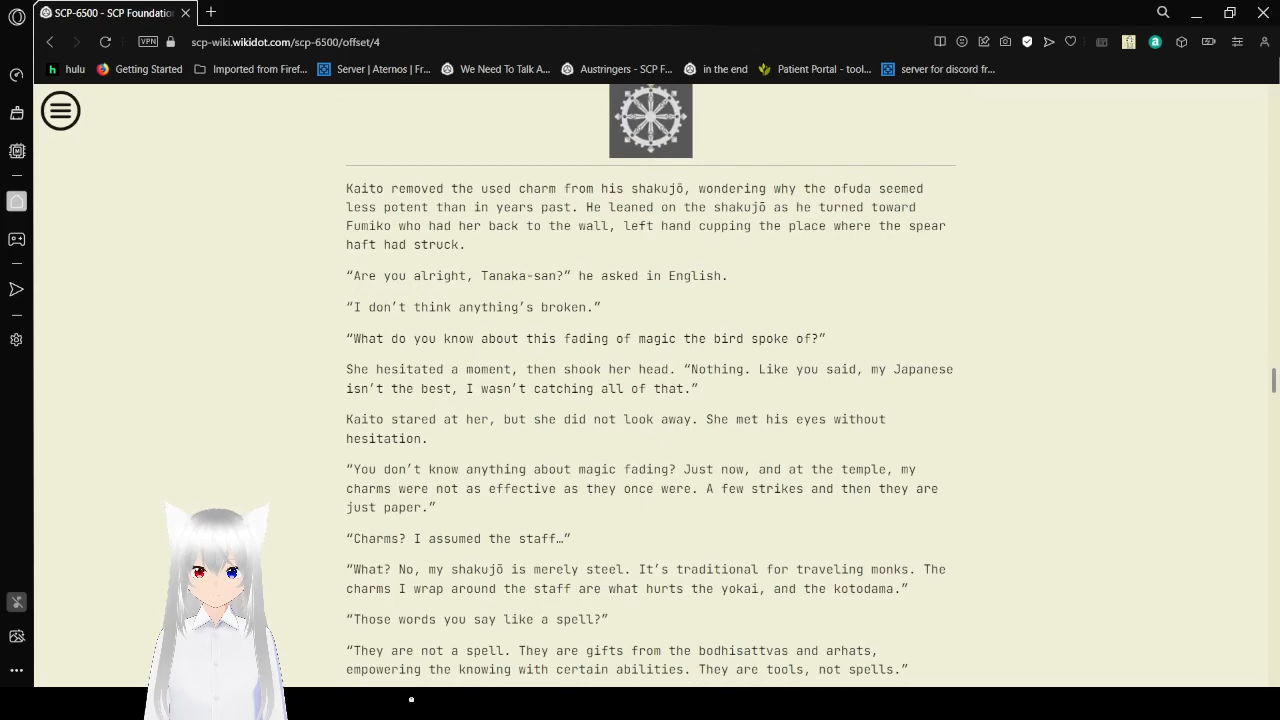 SCP-6500 - SCP Foundatio
scp-wiki.wikidot.com/scp-6500/offset/4
VPN
hulu
Getting Started
Imported from Firef...
Server | Aternos | Fr...
We Need To Talk A...
Austringers - SCP F...
in the end
Patient Portal - tool...
server for discord fr...
Kaito removed the used charm from his shakujō, wondering why the ofuda seemed
less potent than in years past. He leaned on the shakujō as he turned toward
Fumiko who had her back to the wall, left hand cupping the place where the spear
haft had struck.
“Are you alright, Tanaka-san?” he asked in English.
“I don’t think anything’s broken.”
“What do you know about this fading of magic the bird spoke of?”
She hesitated a moment, then shook her head. “Nothing. Like you said, my Japanese
isn’t the best, I wasn’t catching all of that.”
Kaito stared at her, but she did not look away. She met his eyes without
hesitation.
“You don’t know anything about magic fading? Just now, and at the temple, my
charms were not as effective as they once were. A few strikes and then they are
just paper.”
“Charms? I assumed the staff…”
“What? No, my shakujō is merely steel. It’s traditional for traveling monks. The
charms I wrap around the staff are what hurts the yokai, and the kotodama.”
“Those words you say like a spell?”
“They are not a spell. They are gifts from the bodhisattvas and arhats,
empowering the knowing with certain abilities. They are tools, not spells.”